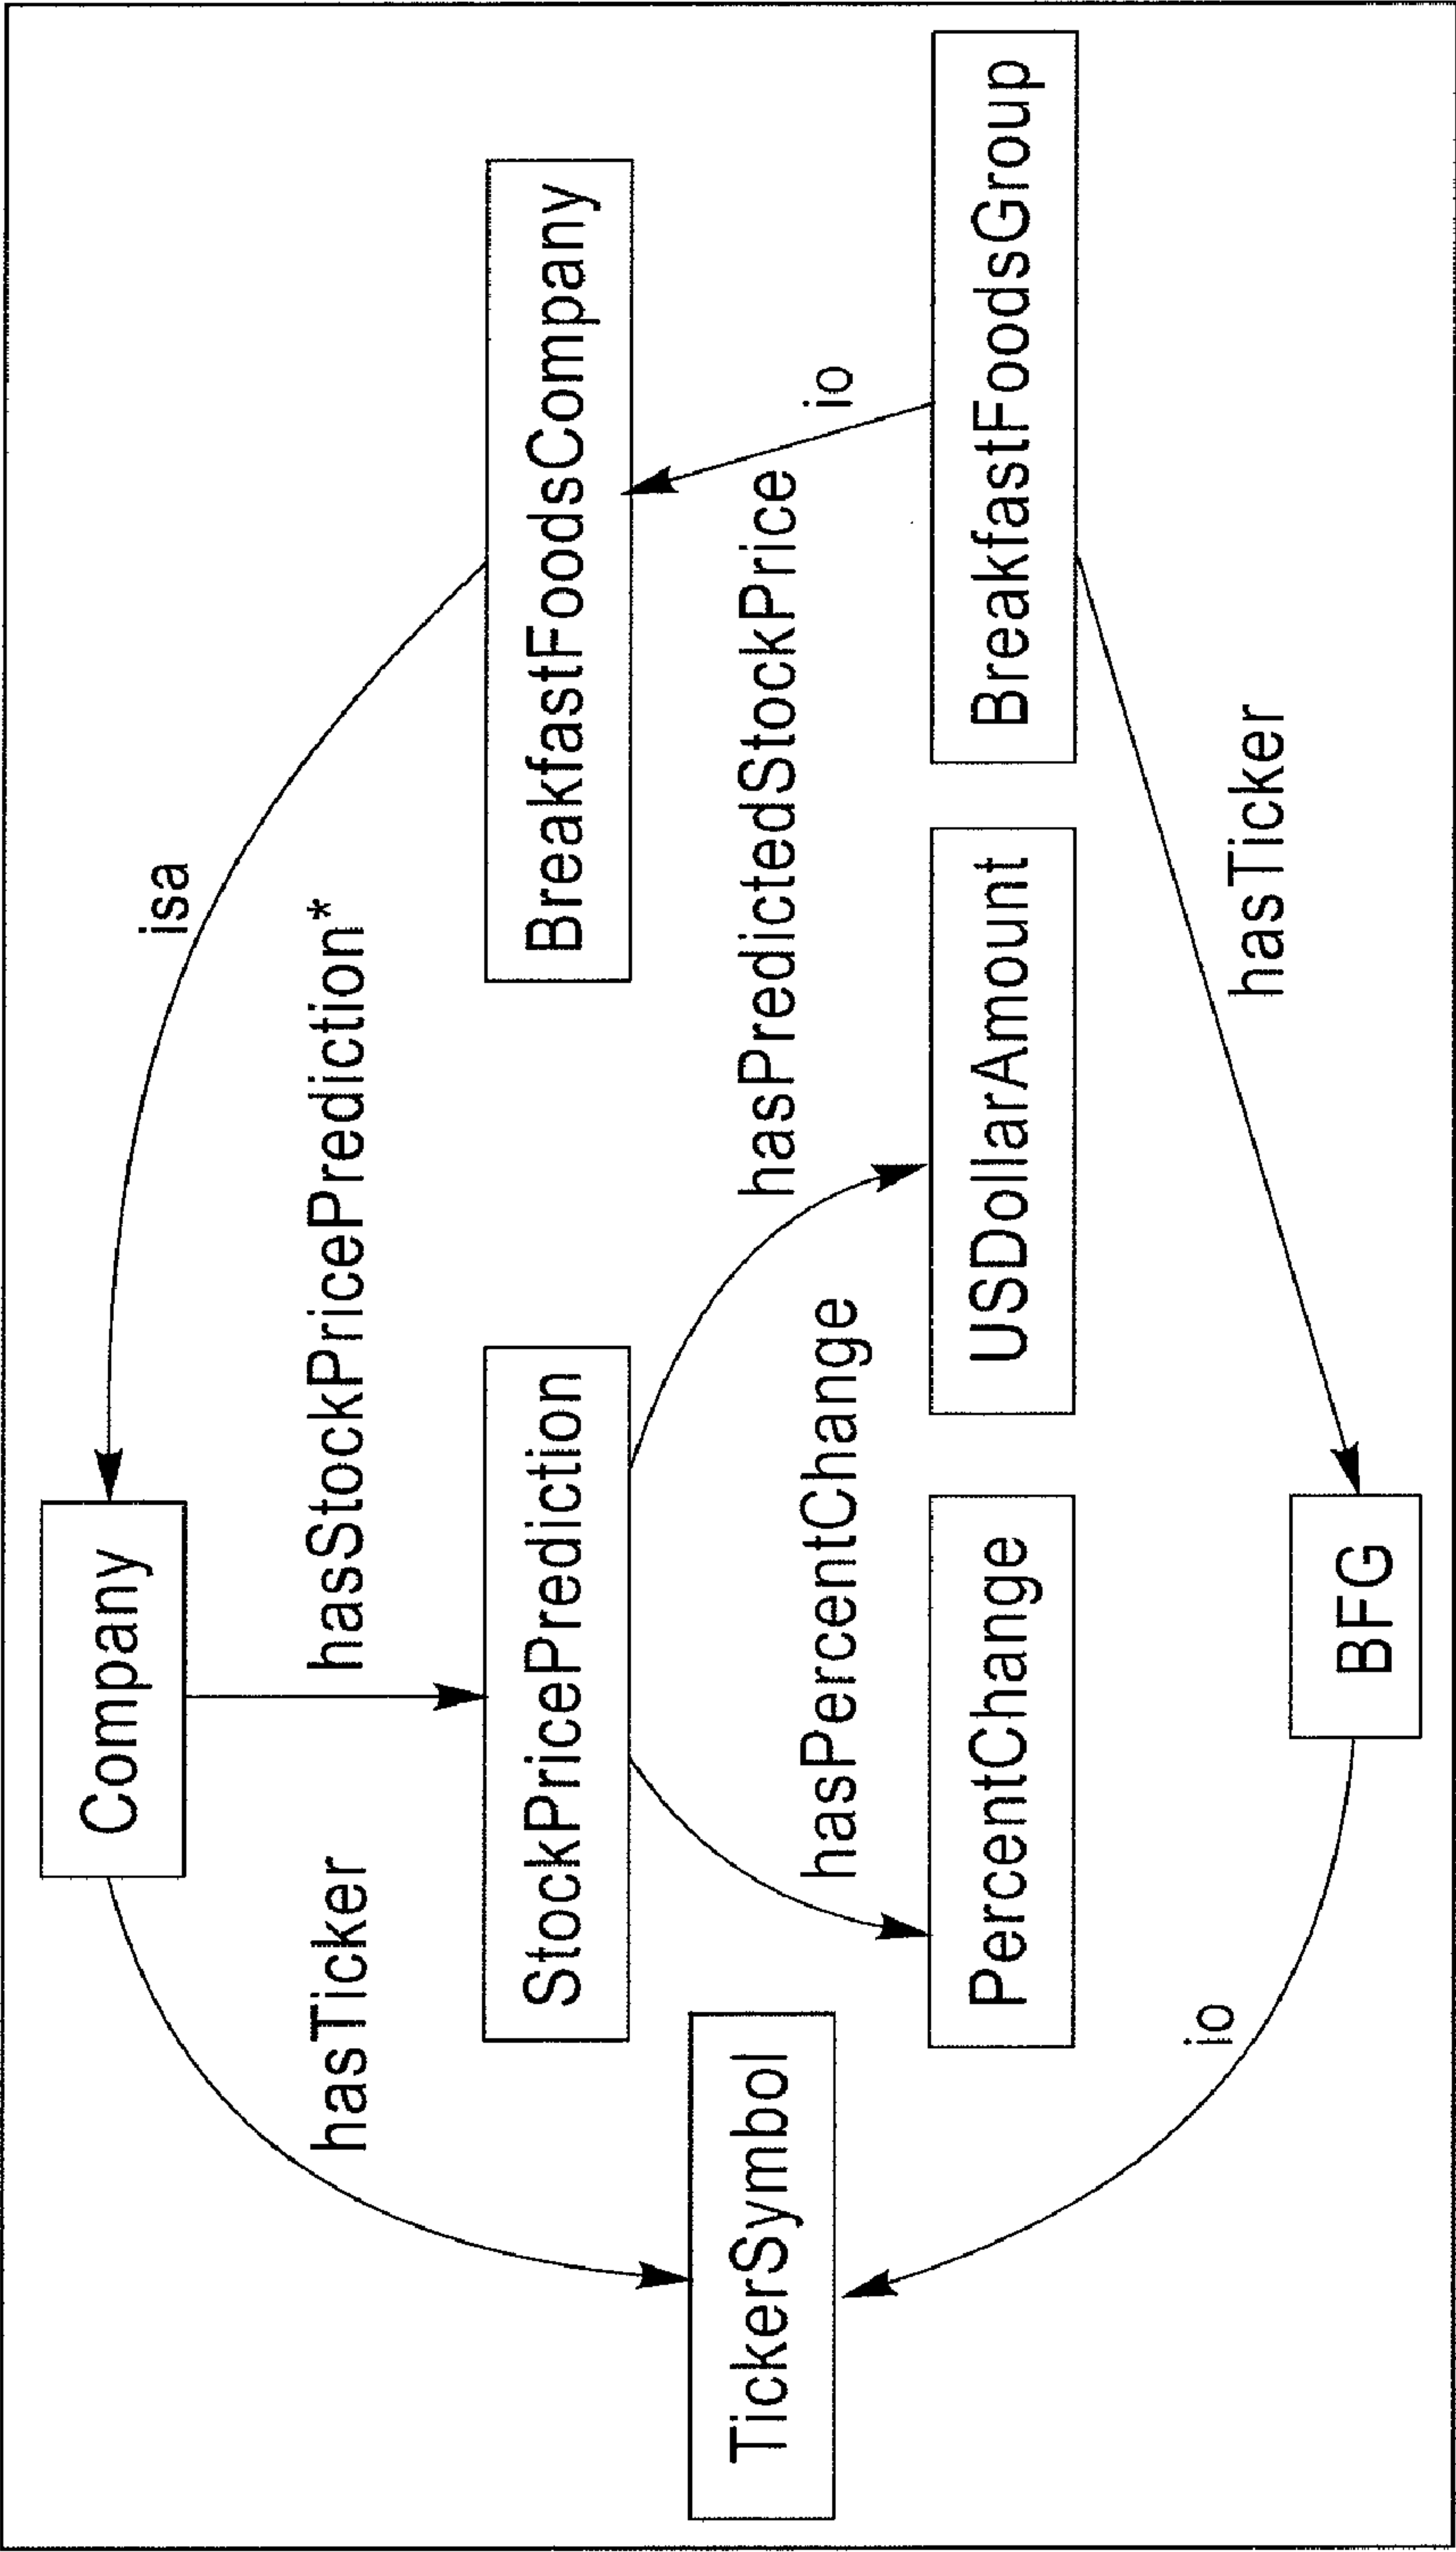 Company
isa
hasTicker
hasStockPricePrediction*
StockPricePrediction
BreakfastFoodsCompany
TickerSymbol
hasPredictedStockPrice
hasPercentChange
io
PercentChange
USDollarAmount
BreakfastFoodsGroup
io
hasTicker
BFG